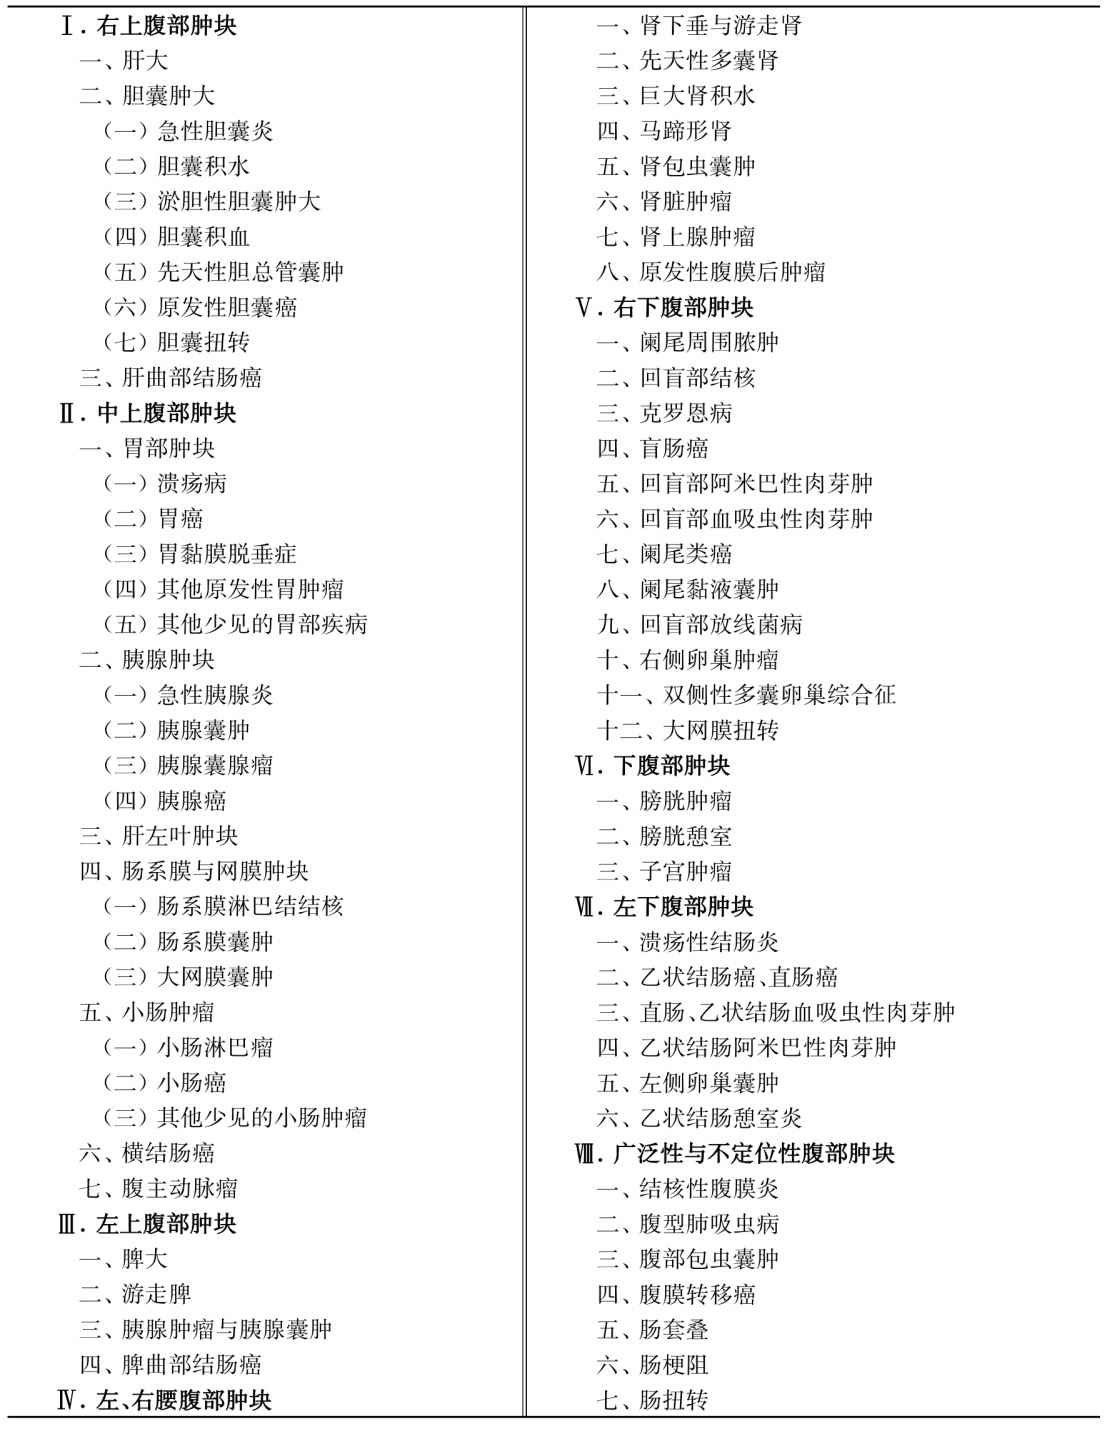 Ⅰ. 右上腹部肿块
一、肝大
二、胆囊肿大
（一）急性胆囊炎
（二）胆囊积水
（三）淤胆性胆囊肿大
（四）胆囊积血
（五）先天性胆总管囊肿
（六）原发性胆囊癌
（七）胆囊扭转
三、肝曲部结肠癌
Ⅱ. 中上腹部肿块
一、胃部肿块
（一）溃疡病
（二）胃癌
（三）胃黏膜脱垂症
（四）其他原发性胃肿瘤
（五）其他少见的胃部疾病
二、胰腺肿块
（一）急性胰腺炎
（二）胰腺囊肿
（三）胰腺囊腺瘤
（四）胰腺癌
三、肝左叶肿块
四、肠系膜与网膜肿块
（一）肠系膜淋巴结结核
（二）肠系膜囊肿
（三）大网膜囊肿
五、小肠肿瘤
（一）小肠淋巴瘤
（二）小肠癌
（三）其他少见的小肠肿瘤
六、横结肠癌
七、腹主动脉瘤
Ⅲ. 左上腹部肿块
一、脾大
二、游走脾
三、胰腺肿瘤与胰腺囊肿
四、脾曲部结肠癌
Ⅳ. 左、右腰腹部肿块
一、肾下垂与游走肾
二、先天性多囊肾
三、巨大肾积水
四、马蹄形肾
五、肾包虫囊肿
六、肾脏肿瘤
七、肾上腺肿瘤
八、原发性腹膜后肿瘤
Ⅴ. 右下腹部肿块
一、阑尾周围脓肿
二、回盲部结核
三、克罗恩病
四、盲肠癌
五、回盲部阿米巴性肉芽肿
六、回盲部血吸虫性肉芽肿
七、阑尾类癌
八、阑尾黏液囊肿
九、回盲部放线菌病
十、右侧卵巢肿瘤
十一、双侧性多囊卵巢综合征
十二、大网膜扭转
Ⅵ. 下腹部肿块
一、膀胱肿瘤
二、膀胱憩室
三、子宫肿瘤
Ⅶ. 左下腹部肿块
一、溃疡性结肠炎
二、乙状结肠癌、直肠癌
三、直肠、乙状结肠血吸虫性肉芽肿
四、乙状结肠阿米巴性肉芽肿
五、左侧卵巢囊肿
六、乙状结肠憩室炎
Ⅷ. 广泛性与不定位性腹部肿块
一、结核性腹膜炎
二、腹型肺吸虫病
三、腹部包虫囊肿
四、腹膜转移癌
五、肠套叠
六、肠梗阻
七、肠扭转